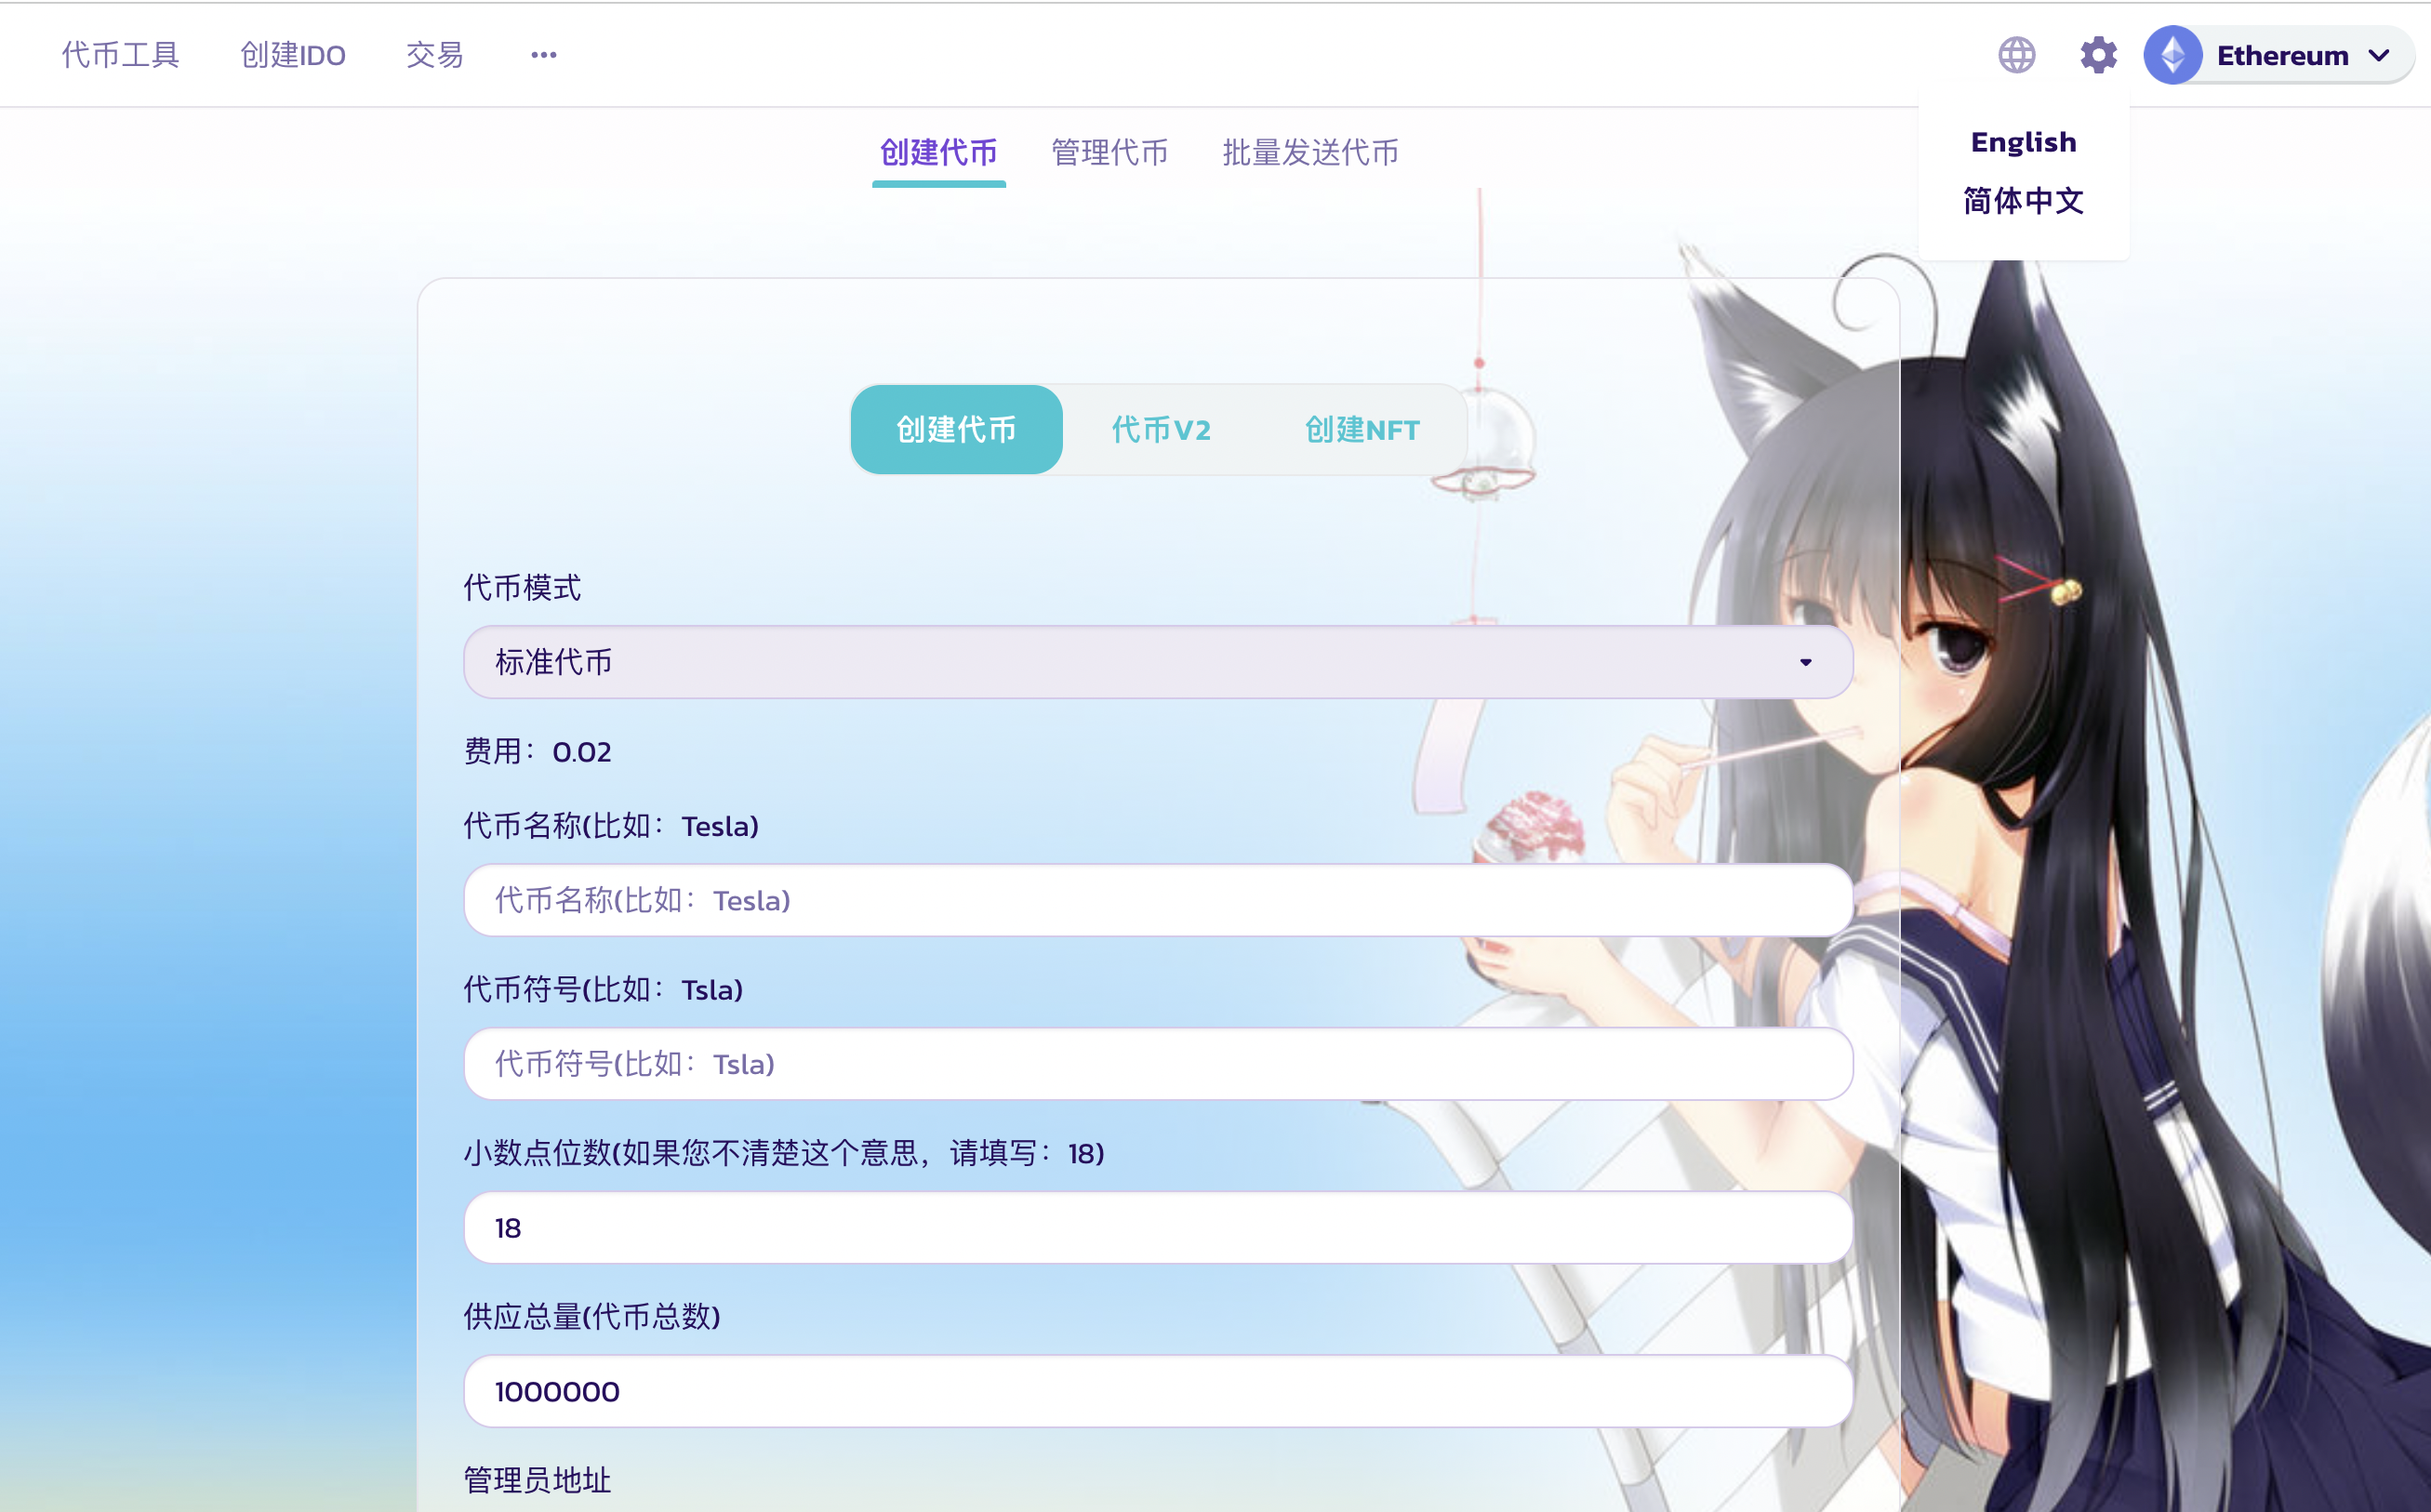 代币工具 创建IDO 交易 ••• Ethereum
English
简体中文
创建代币 管理代币 批量发送代币
创建代币 代币V2 创建NFT
代币模式
标准代币
费用：0.02
代币名称(比如：Tesla)
代币名称(比如：Tesla)
代币符号(比如：Tsla)
代币符号(比如：Tsla)
小数点位数(如果您不清楚这个意思，请填写：18)
18
供应总量(代币总数)
1000000
管理员地址